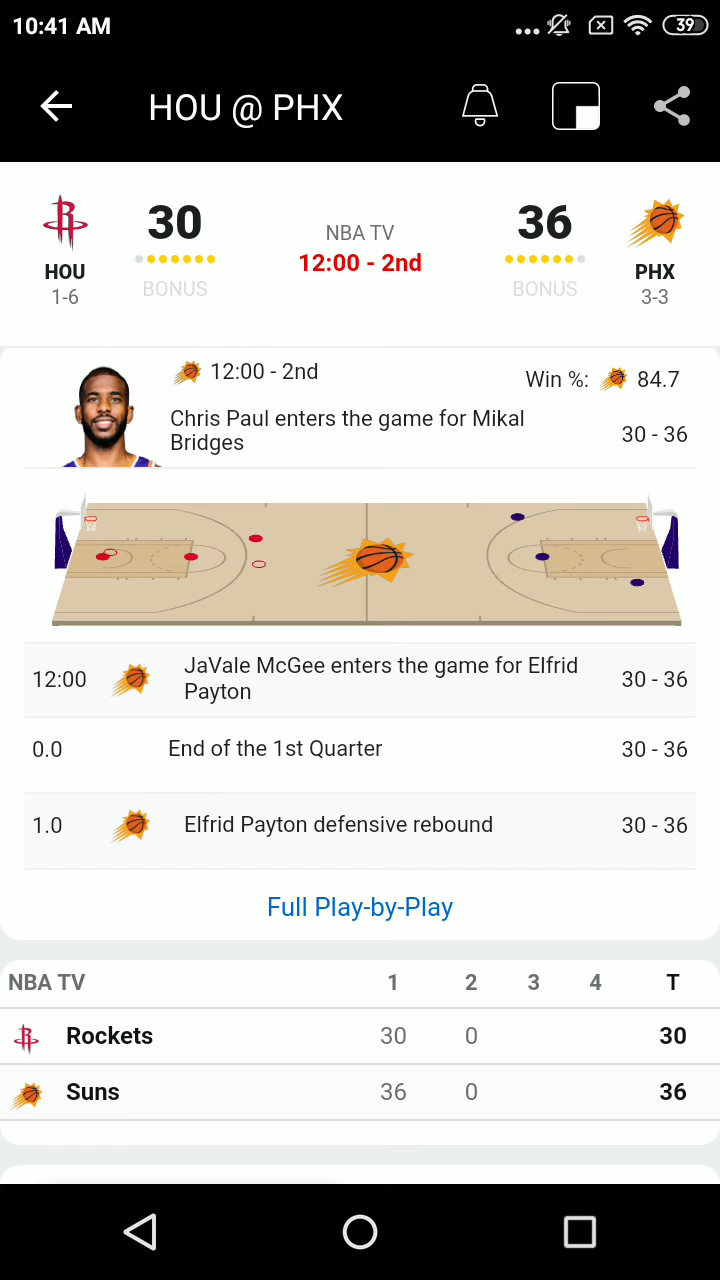 10:41 AM
39
HOU @ PHX
30
36
NBA TV
12:00 - 2nd
HOU
PHX
1-6
BONUS
BONUS
3-3
12:00 - 2nd
Win %:
84.7
Chris Paul enters the game for Mikal
Bridges
30 - 36
12:00
JaVale McGee enters the game for Elfrid
Payton
30 - 36
0.0
End of the 1st Quarter
30 - 36
1.0
Elfrid Payton defensive rebound
30 - 36
Full Play-by-Play
NBA TV 1 2 3 4 T
Rockets 30 0 30
Suns 36 0 36